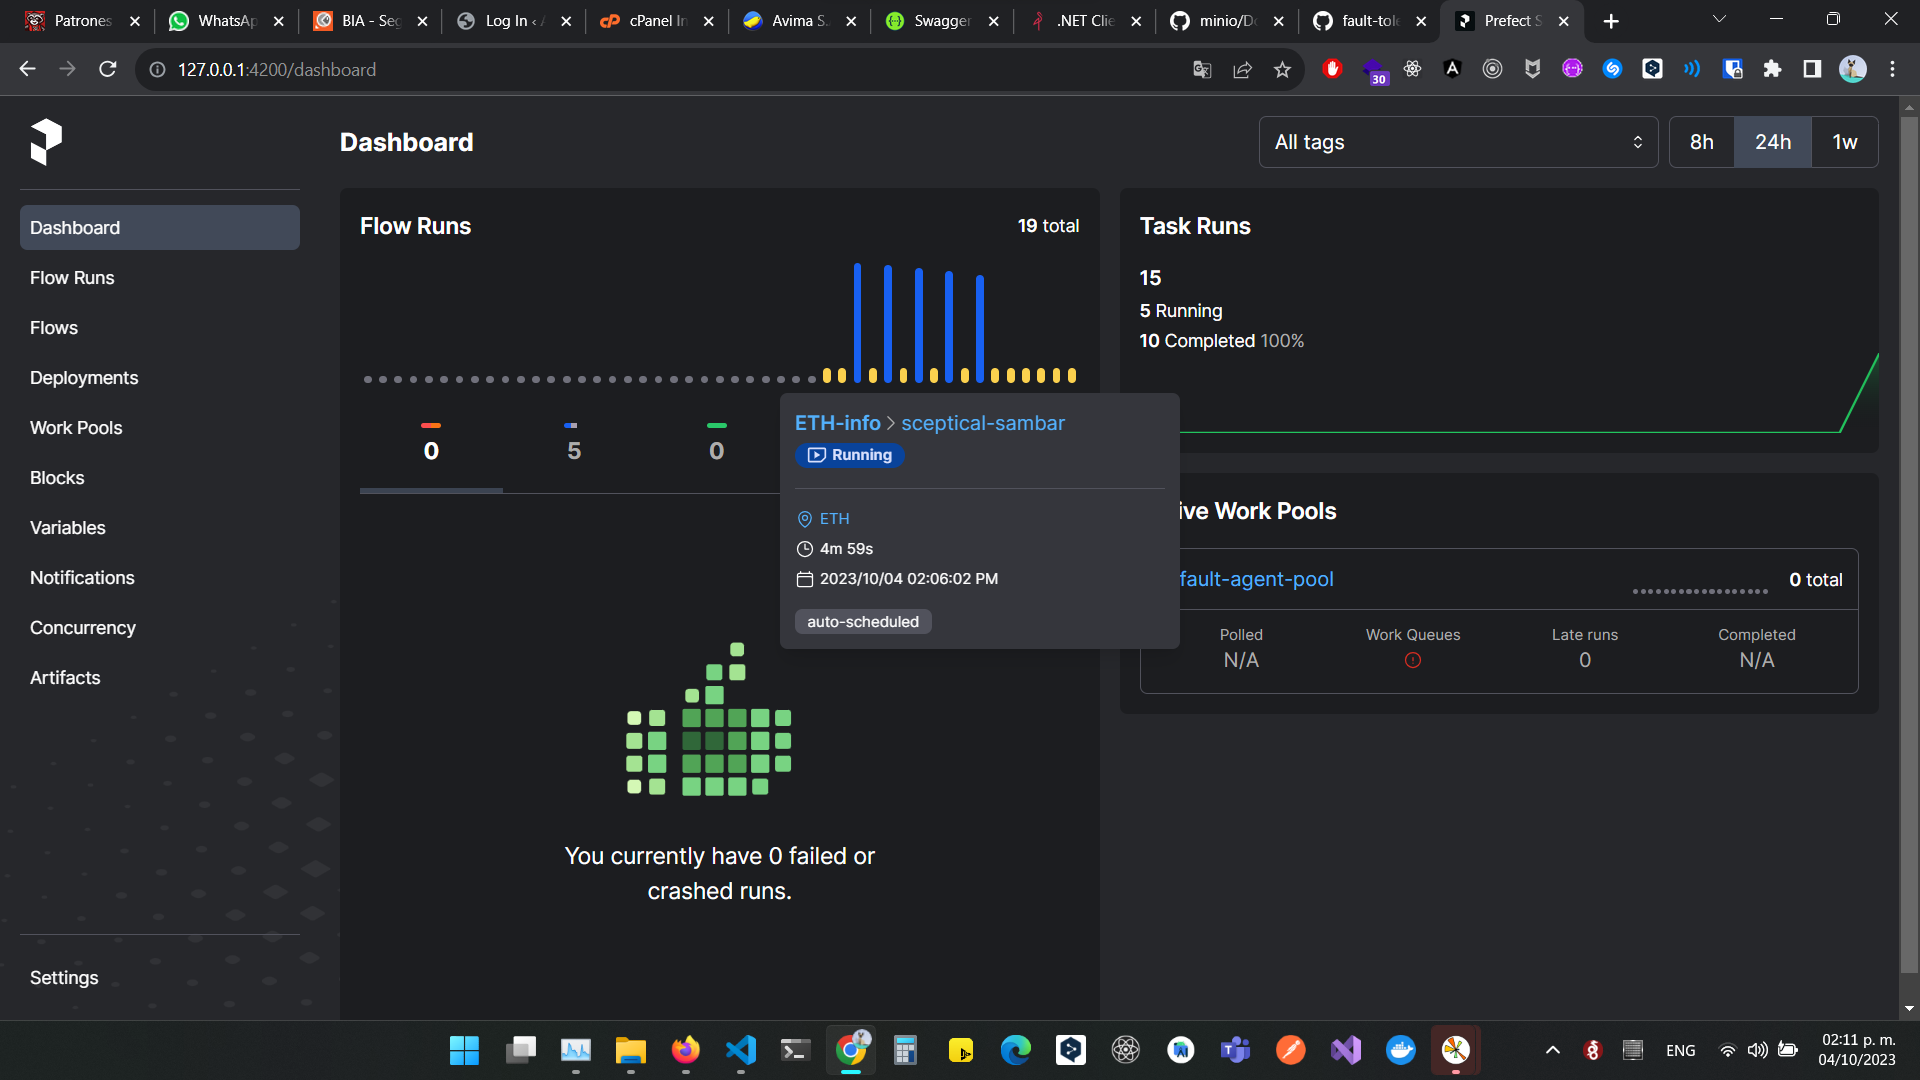 Patrones
WhatsAp
BIA - Seg
Log In ‹
cPanel In
Avima S.
Swagger
.NET Clie
minio/Do
fault-tole
Prefect S
127.0.0.1:4200/dashboard
30
Dashboard
All tags
8h
24h
1w
Dashboard
Flow Runs
Flows
Deployments
Work Pools
Blocks
Variables
Notifications
Concurrency
Artifacts
Settings
Flow Runs
19 total
0
5
0
ETH-info
sceptical-sambar
Running
ETH
4m 59s
2023/10/04 02:06:02 PM
auto-scheduled
You currently have 0 failed or
crashed runs.
Task Runs
15
5 Running
10 Completed 100%
ive Work Pools
fault-agent-pool
0 total
Polled
Work Queues
Late runs
Completed
N/A
0
N/A
ENG
02:11 p. m.
04/10/2023